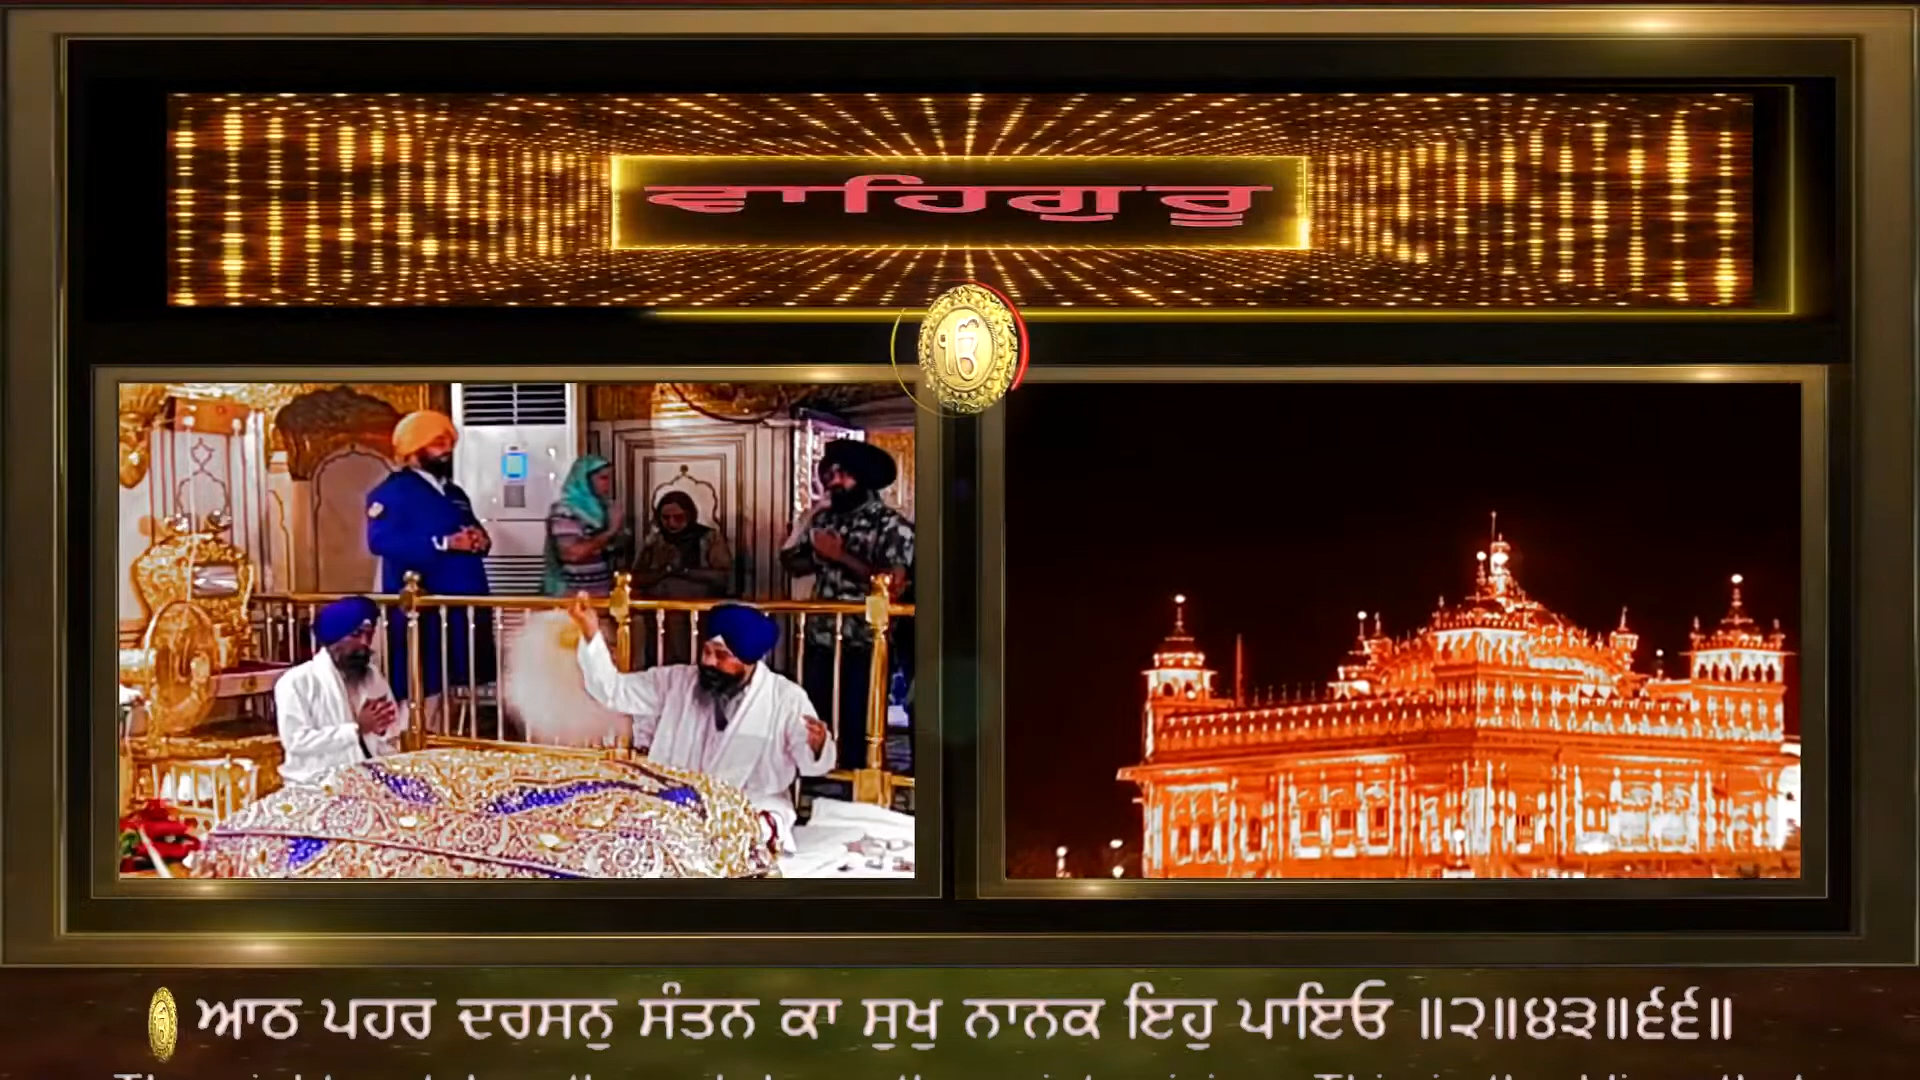 ਵਾਹਿਗੁਰੂ
ੴ
ਆਠ ਪਹਰ ਦਰਸਨੁ ਸੰਤਨ ਕਾ ਸੁਖੁ ਨਾਨਕ ਇਹੁ ਪਾਇਓ ॥੨॥੪੩॥੬੬॥